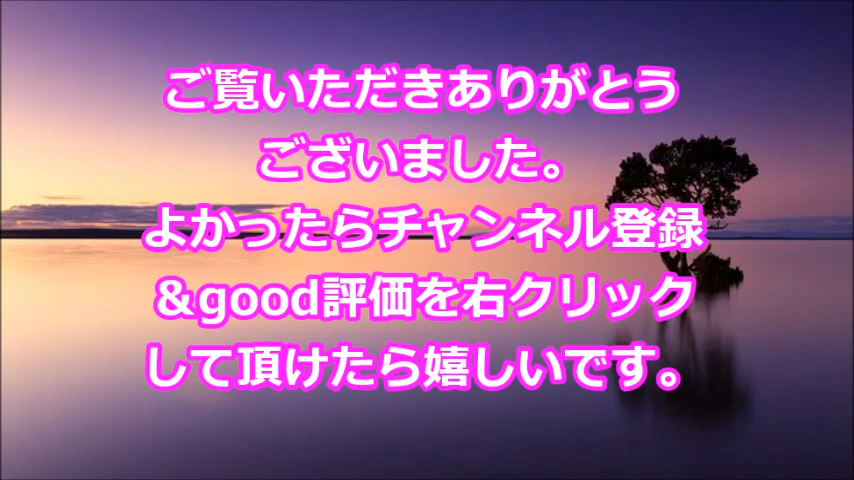 ご覧いただきありがとう
ございました。
よかったらチャンネル登録
＆good評価を右クリック
して頂けたら嬉しいです。